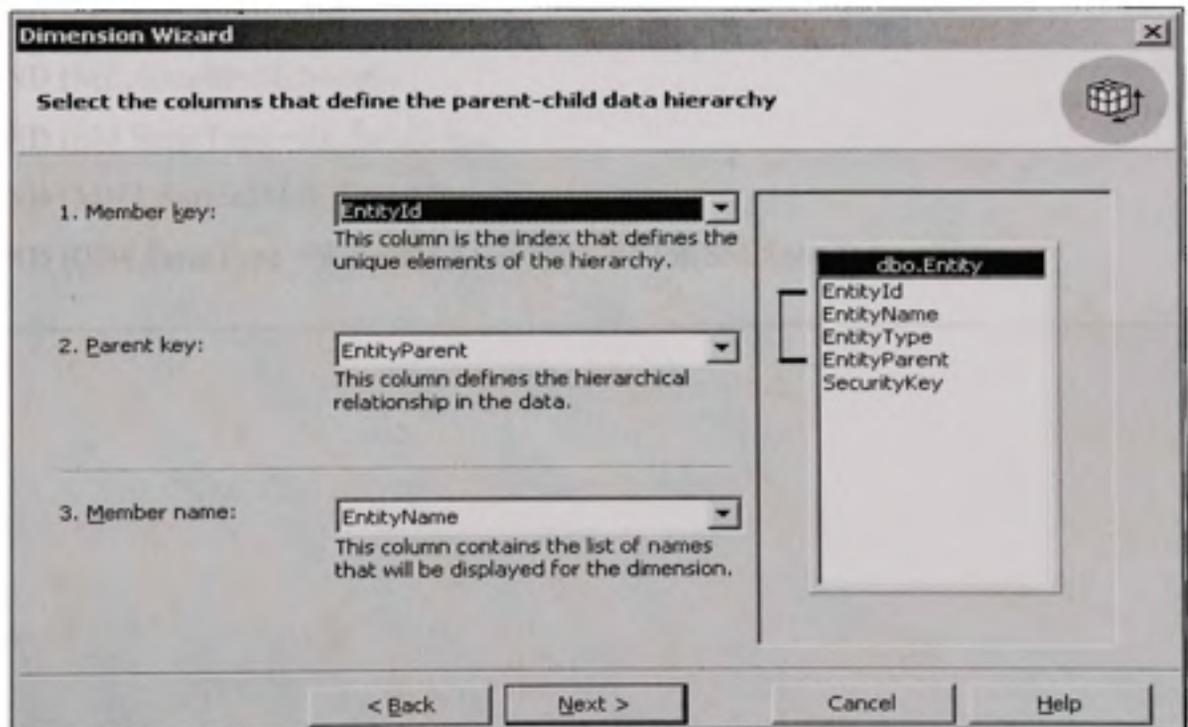 Dimension Wizard
Select the columns that define the parent-child data hierarchy
1. Member key:
EntityId
This column is the index that defines the
unique elements of the hierarchy.
2. Parent key:
EntityParent
This column defines the hierarchical
relationship in the data.
3. Member name:
EntityName
This column contains the list of names
that will be displayed for the dimension.
dbo.Entity
EntityId
EntityName
EntityType
EntityParent
SecurityKey
< Back
Next >
Cancel
Help